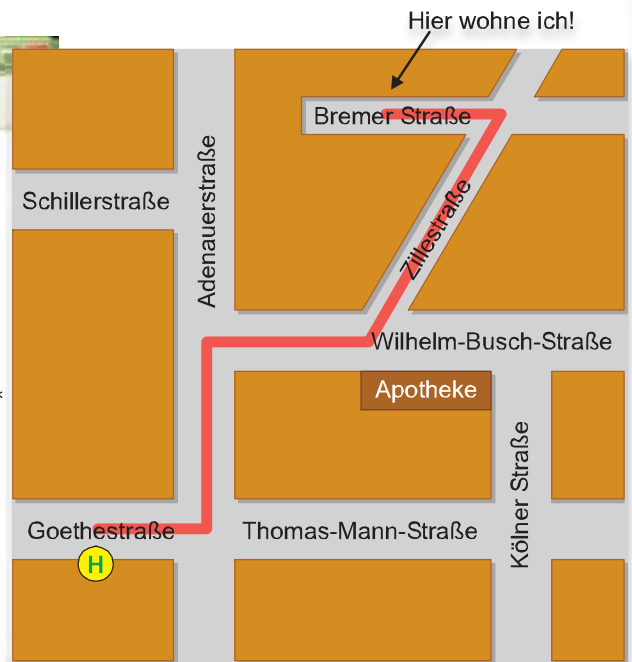 Hier wohne ich!
Bremer Straße
Schillerstraße
Adenauerstraße
Zillestraße
Wilhelm-Busch-Straße
Apotheke
Kölner Straße
Goethestraße
Thomas-Mann-Straße
H
*